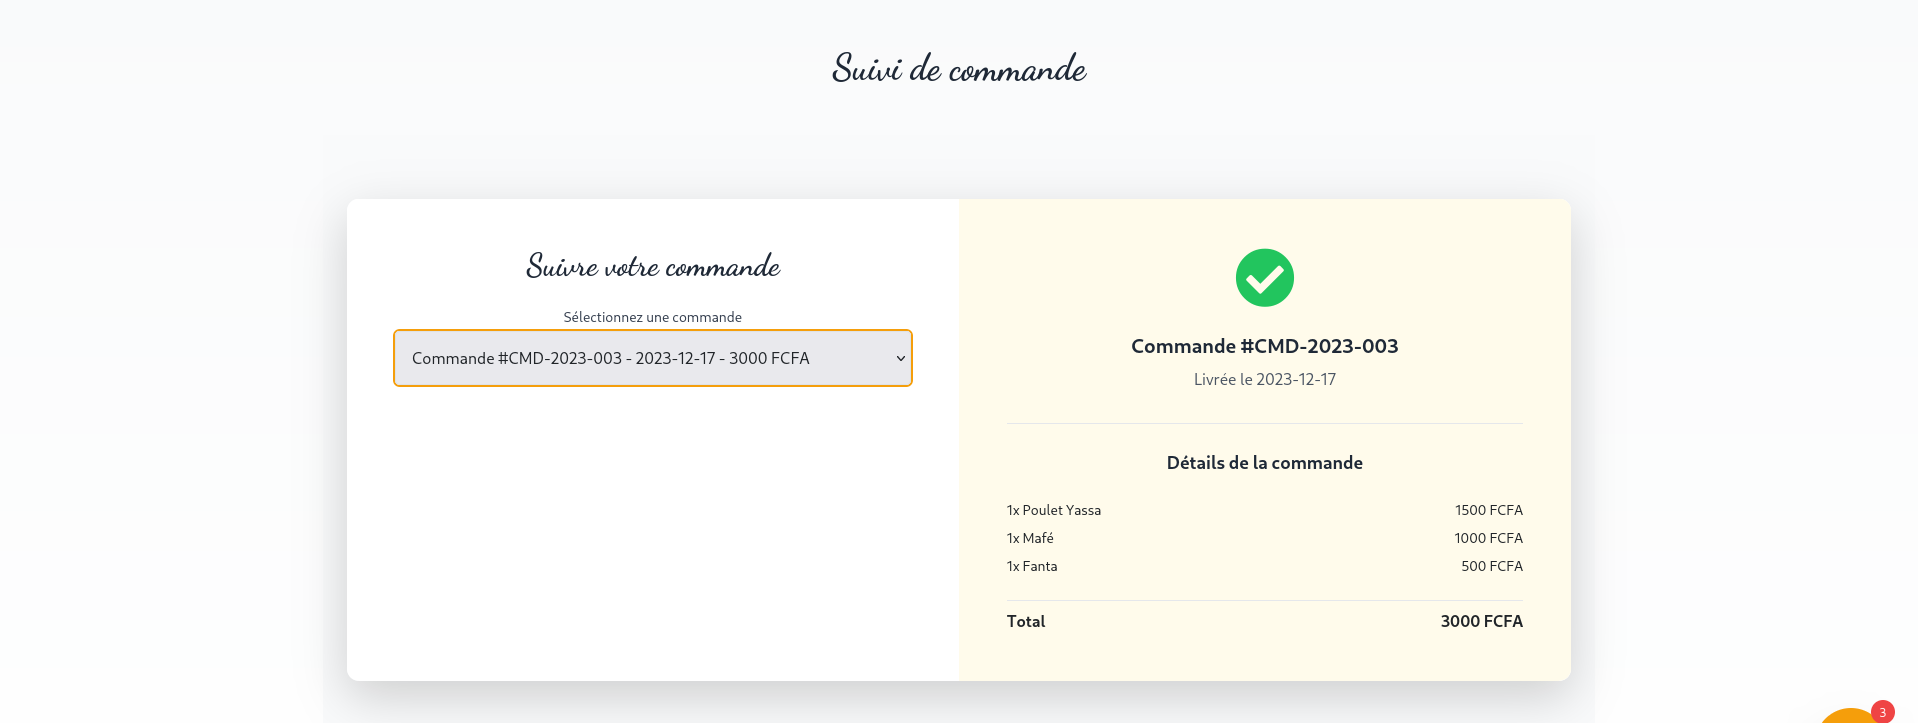 Suivi de commande
Suivre votre commande
Sélectionnez une commande
Commande #CMD-2023-003 - 2023-12-17 - 3000 FCFA
Commande #CMD-2023-003
Livrée le 2023-12-17
Détails de la commande
1x Poulet Yassa 1500 FCFA
1x Mafé 1000 FCFA
1x Fanta 500 FCFA
Total 3000 FCFA
3